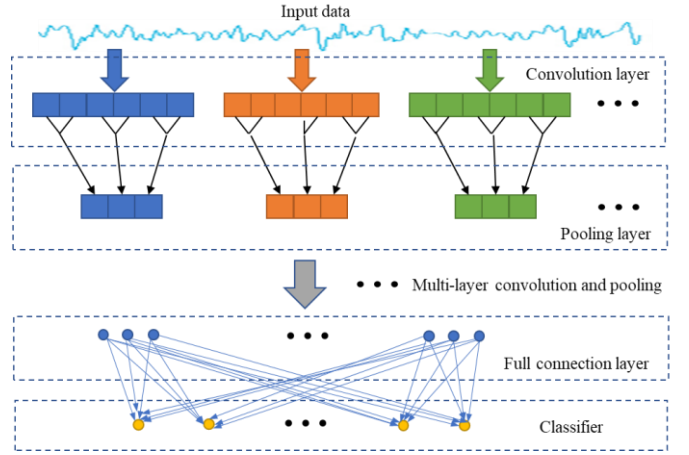 Input data
Convolution layer
Pooling layer
Multi-layer convolution and pooling
Full connection layer
Classifier